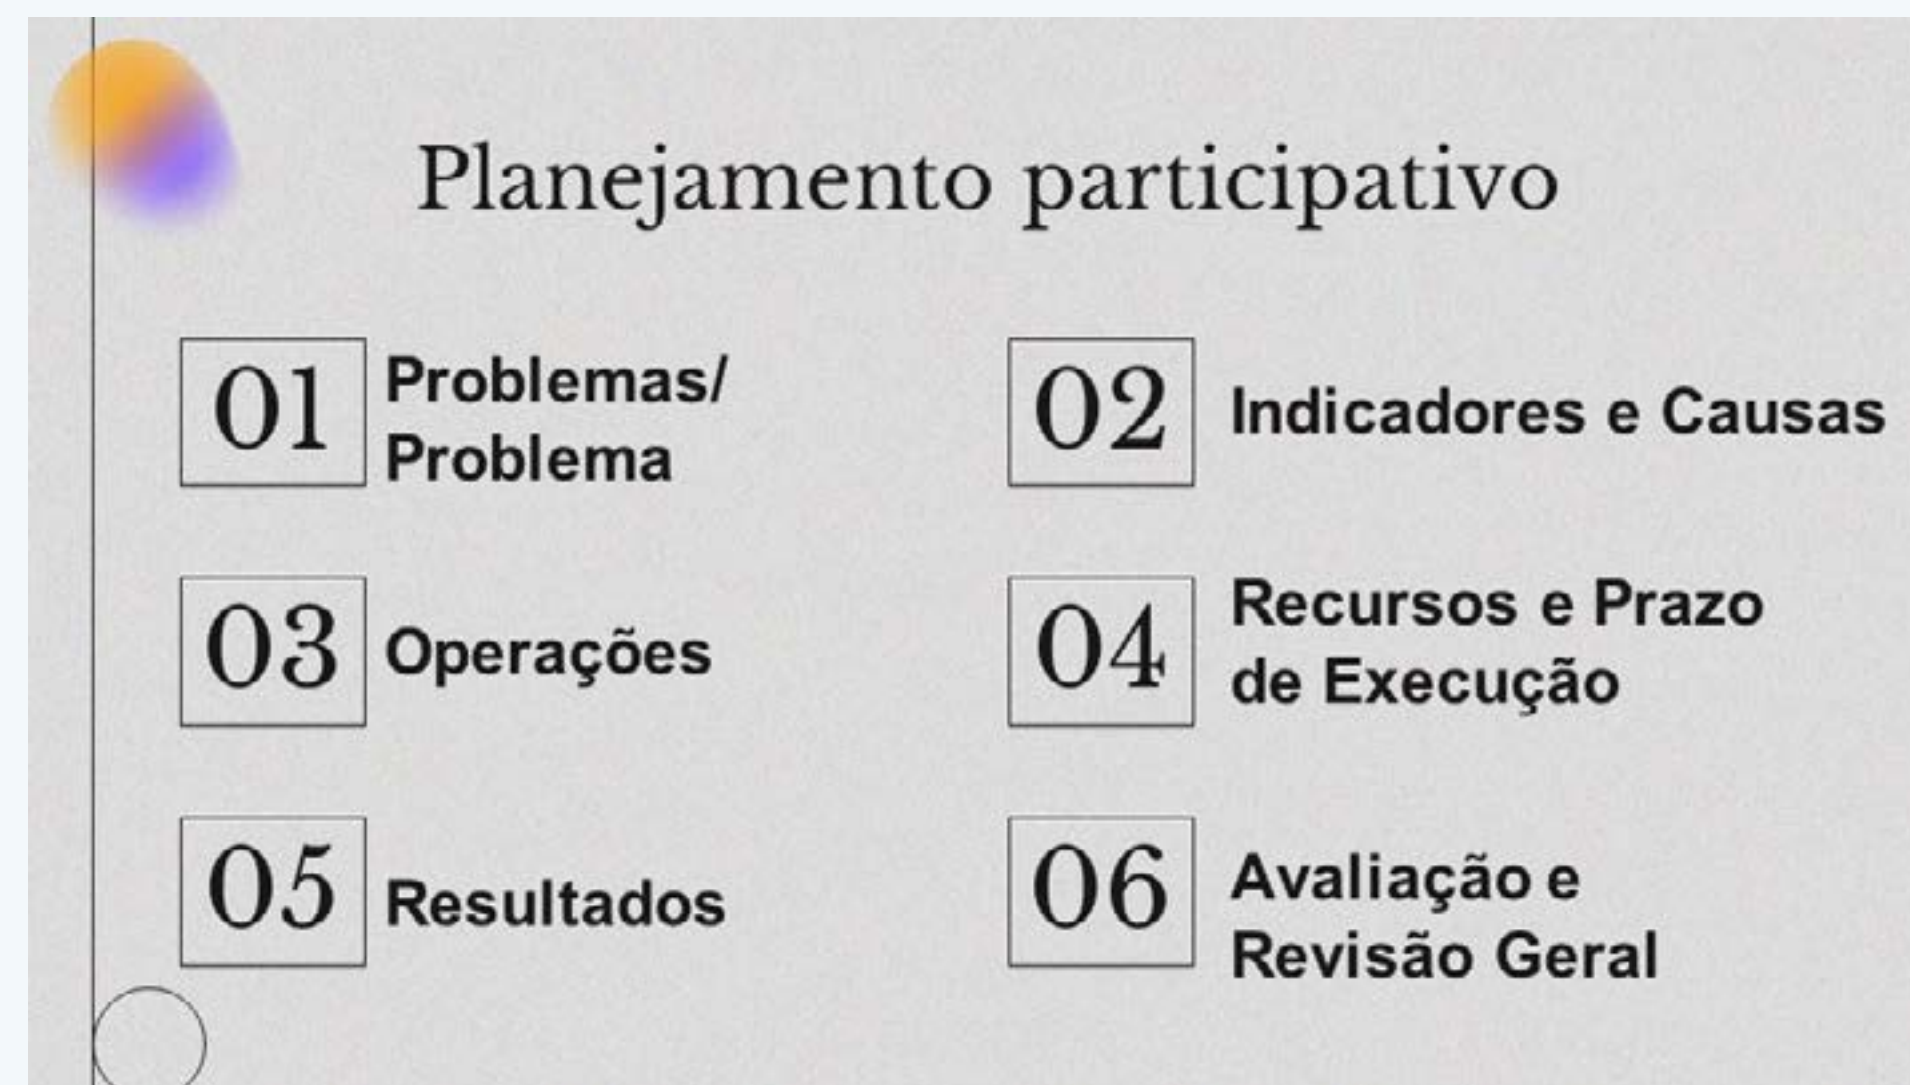 Planejamento participativo
01
Problemas/
Problema
02
Indicadores e Causas
03
Operações
04
Recursos e Prazo
de Execução
05
Resultados
06
Avaliação e
Revisão Geral